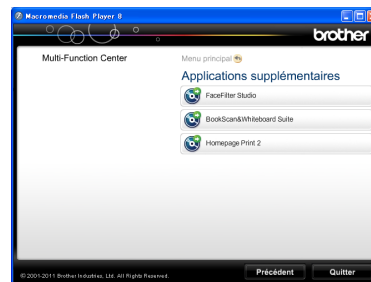 Macromedia Flash Player 8
brother
Multi-Function Center
Menu principal
Applications supplémentaires
FaceFilter Studio
BookScan&Whiteboard Suite
Homepage Print 2
© 2001-2011 Brother Industries, Ltd. All Rights Reserved.
Précédent
Quitter